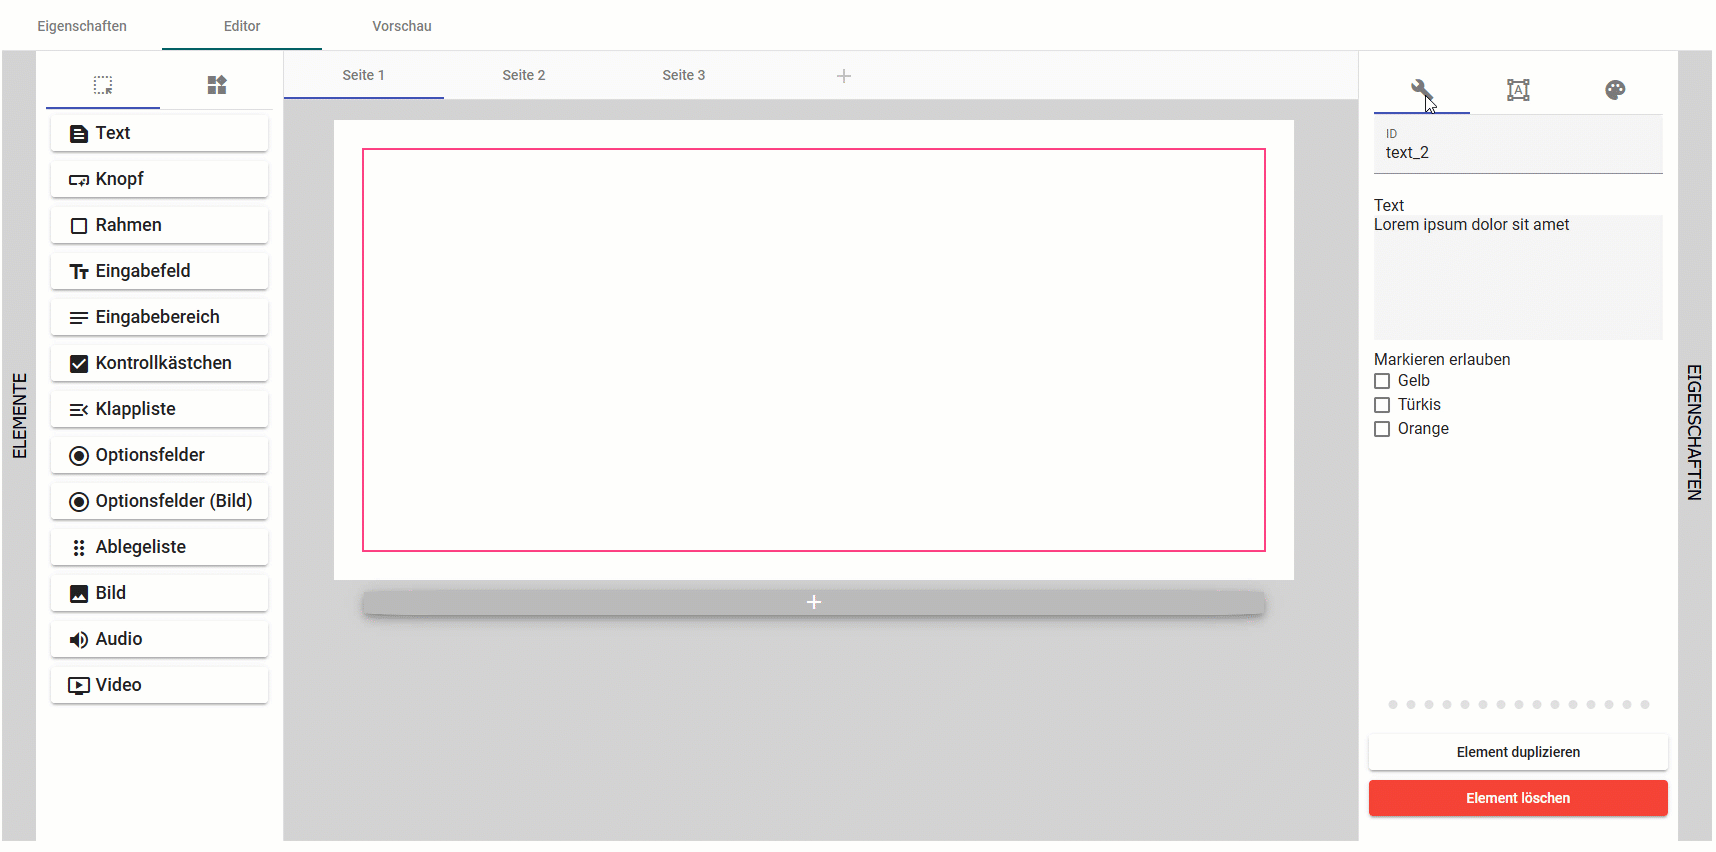 Eigenschaften
Editor
Vorschau
Seite 1
Seite 2
Seite 3
ELEMENTE
Text
Knopf
Rahmen
Eingabefeld
Eingabebereich
Kontrollkästchen
Klappliste
Optionsfelder
Optionsfelder (Bild)
Ablegeliste
Bild
Audio
Video
ID
text_2
Text
Lorem ipsum dolor sit amet
Markieren erlauben
Gelb
Türkis
Orange
Element duplizieren
Element löschen
EIGENSCHAFTEN